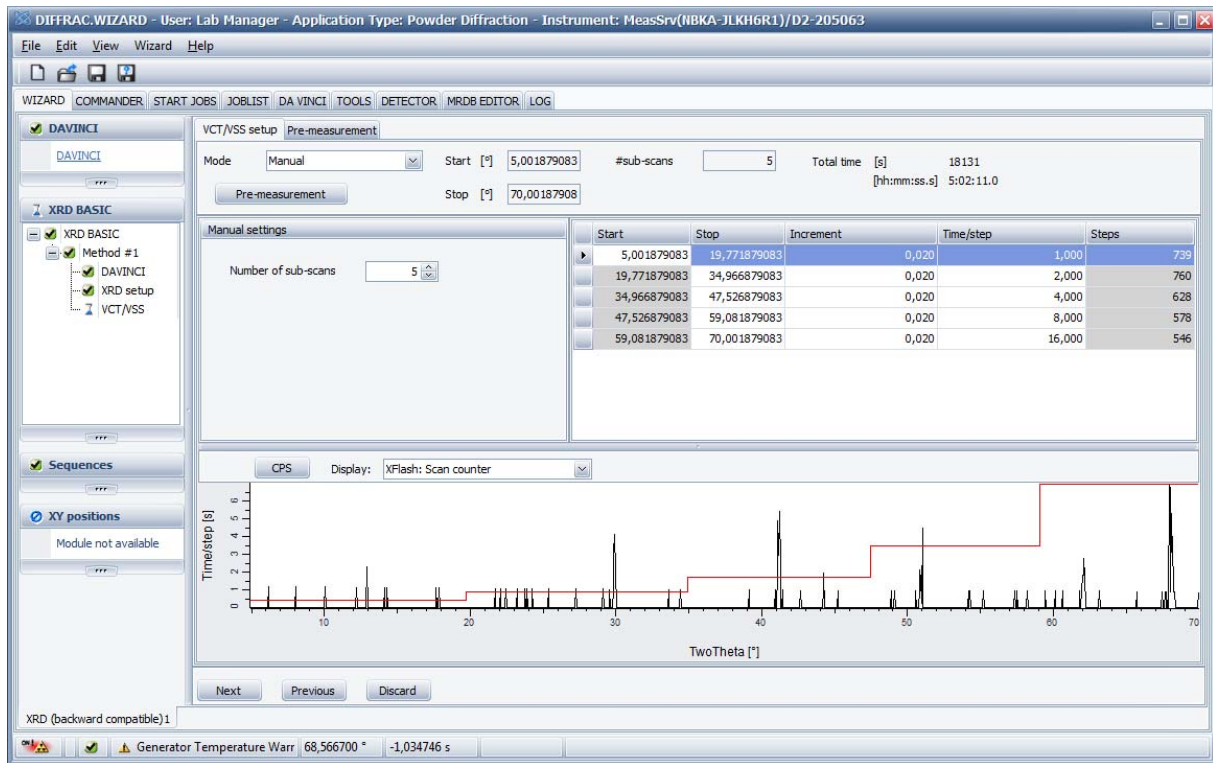 DIFFRAC.WIZARD - User: Lab Manager - Application Type: Powder Diffraction - Instrument: MeasSrv(NBKA-JLKH6R1)/D2-205063
File Edit View Wizard Help
WIZARD COMMANDER START JOBS JOBLIST DA VINCI TOOLS DETECTOR MRDB EDITOR LOG
DAVINCI
DAVINCI
XRD BASIC
XRD BASIC
Method #1
DAVINCI
XRD setup
VCT/VSS
Sequences
XY positions
Module not available
XRD (backward compatible)1
VCT/VSS setup Pre-measurement
Mode Manual Start [°] 5,001879083 #sub-scans 5 Total time [s] 18131
[hh:mm:ss.s] 5:02:11.0
Pre-measurement Stop [°] 70,00187908
Manual settings
Number of sub-scans 5
Start Stop Increment Time/step Steps
5,001879083 19,771879083 0,020 1,000 739
19,771879083 34,966879083 0,020 2,000 760
34,966879083 47,526879083 0,020 4,000 628
47,526879083 59,081879083 0,020 8,000 578
59,081879083 70,001879083 0,020 16,000 546
CPS Display: XFlash: Scan counter
Time/step [s]
6
5
4
3
2
1
0
10 20 30 40 50 60 70
TwoTheta [°]
Next Previous Discard
ON Generator Temperature Warr 68,566700 ° -1,034746 s